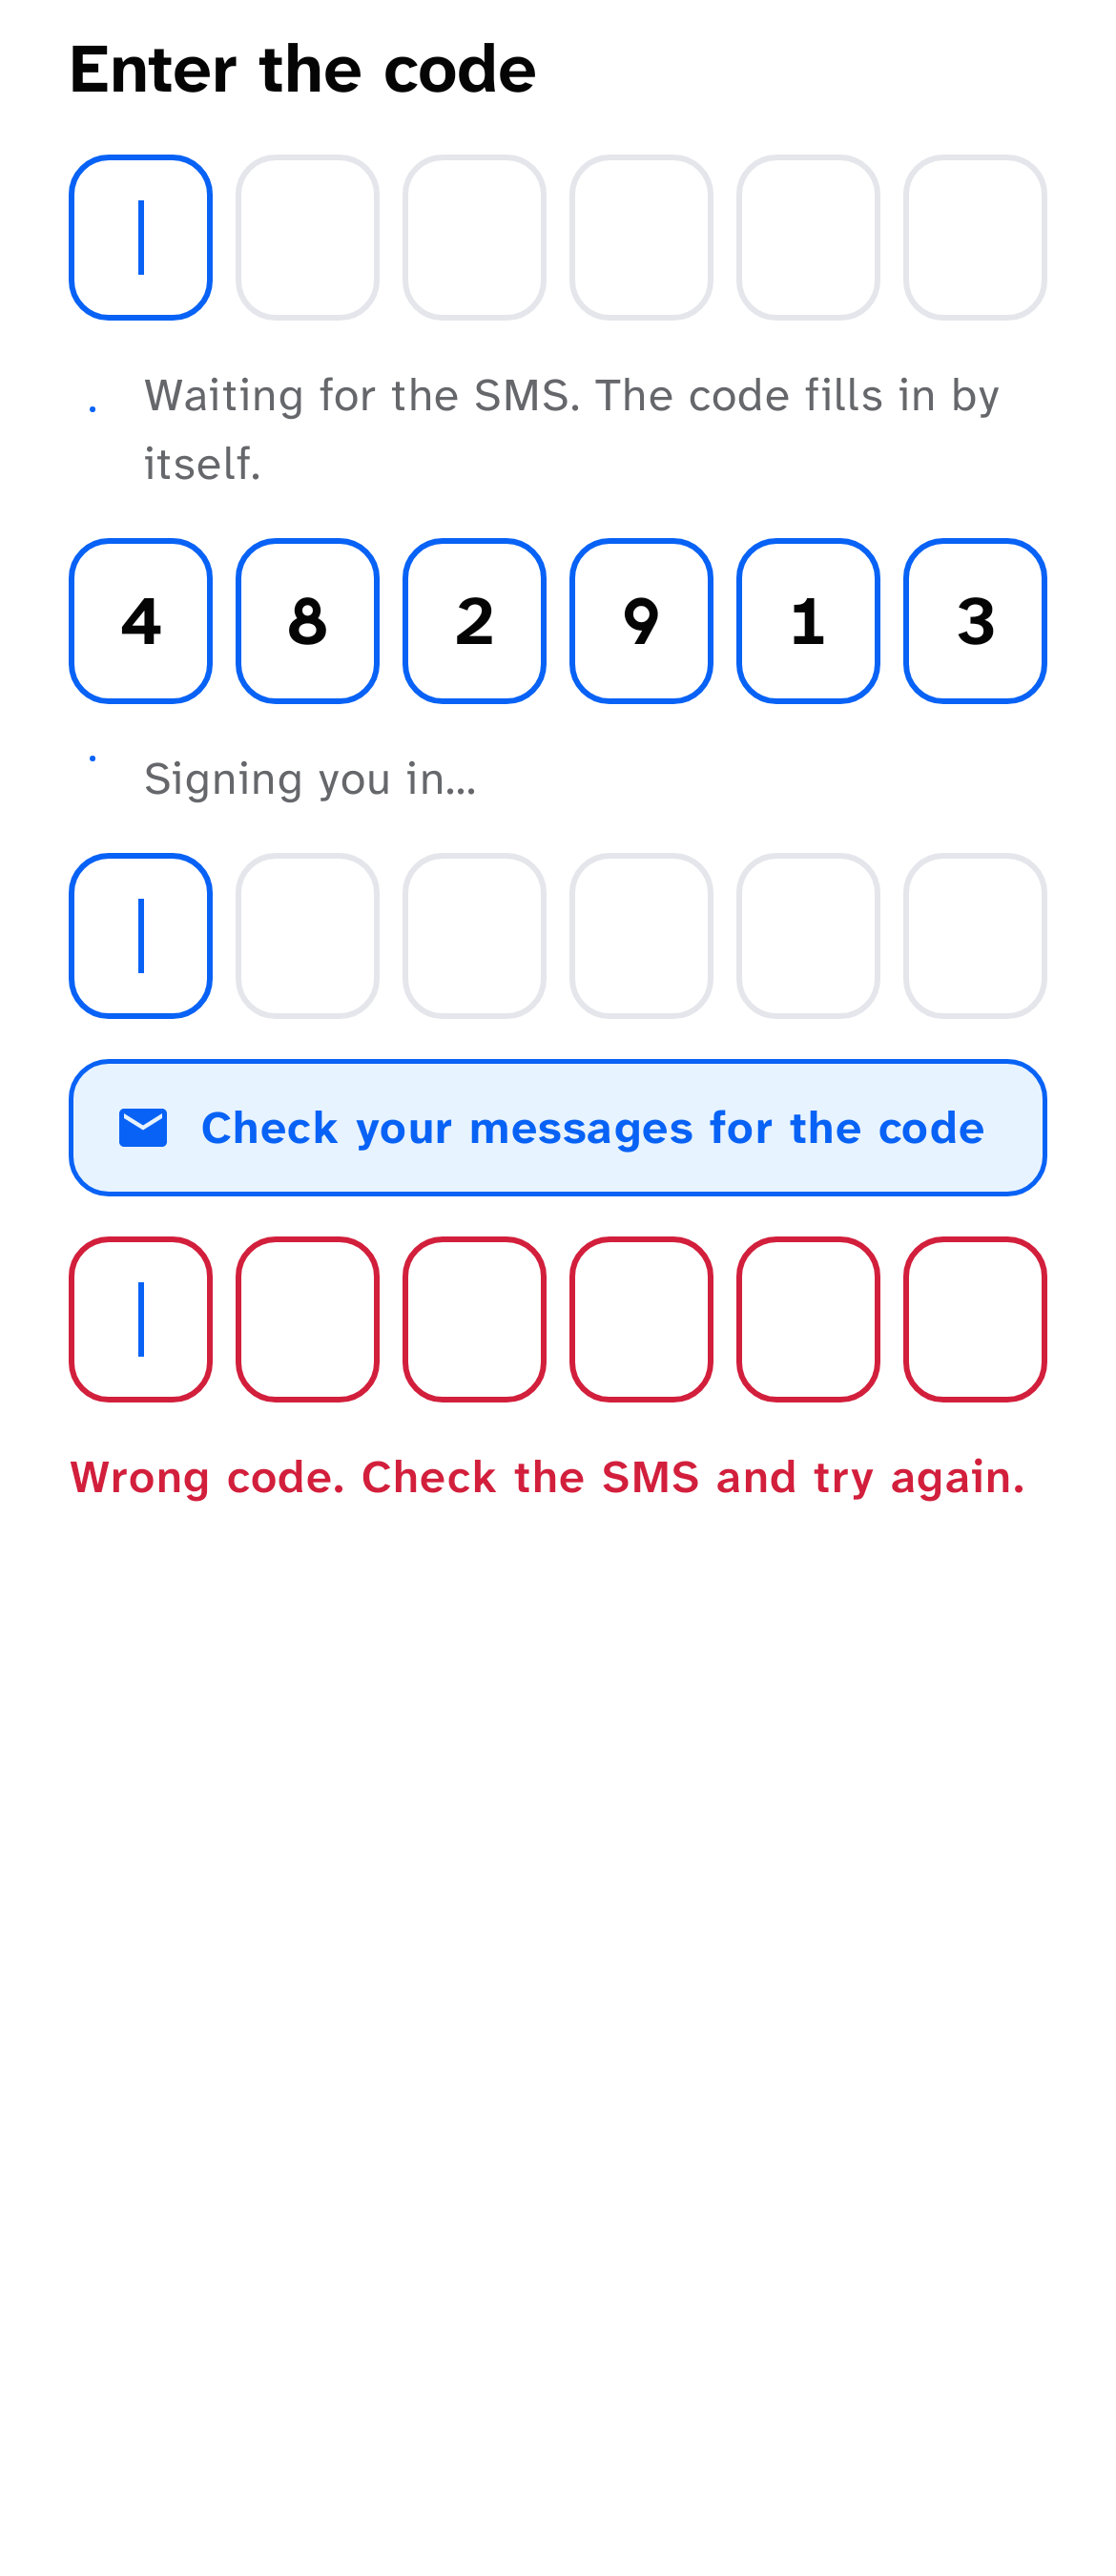 Enter the code
Waiting for the SMS. The code fills in by
itself.
4 8 2 9 1 3
Signing you in...
Check your messages for the code
Wrong code. Check the SMS and try again.